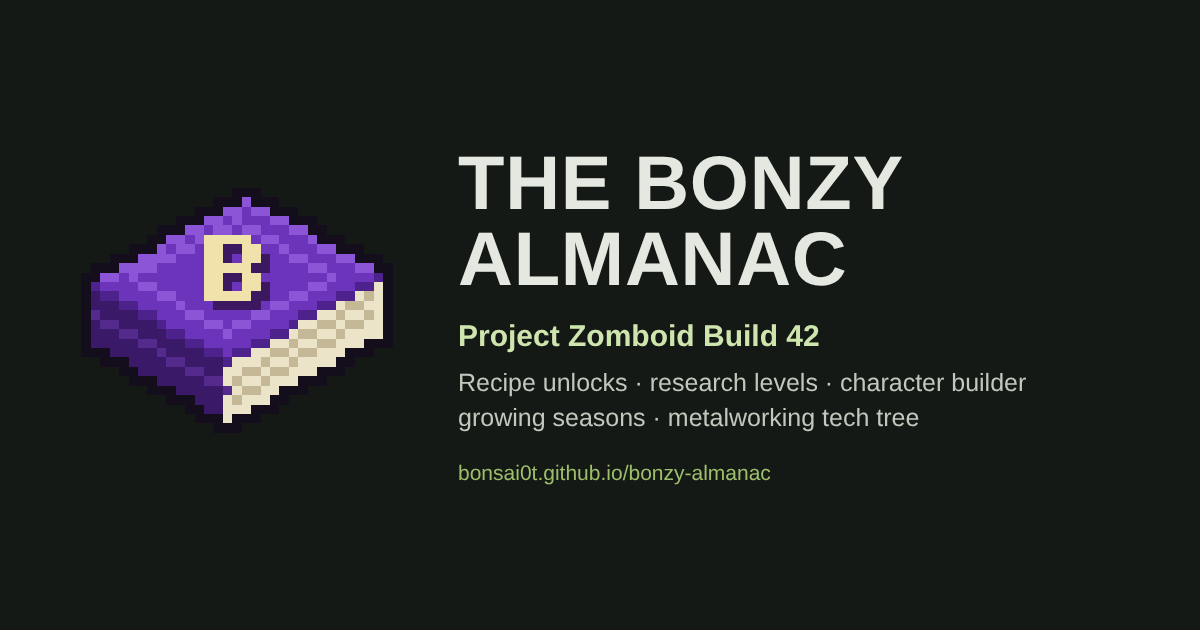 B
THE BONZY
ALMANAC
Project Zomboid Build 42
Recipe unlocks · research levels · character builder
growing seasons · metalworking tech tree
bonsai0t.github.io/bonzy-almanac